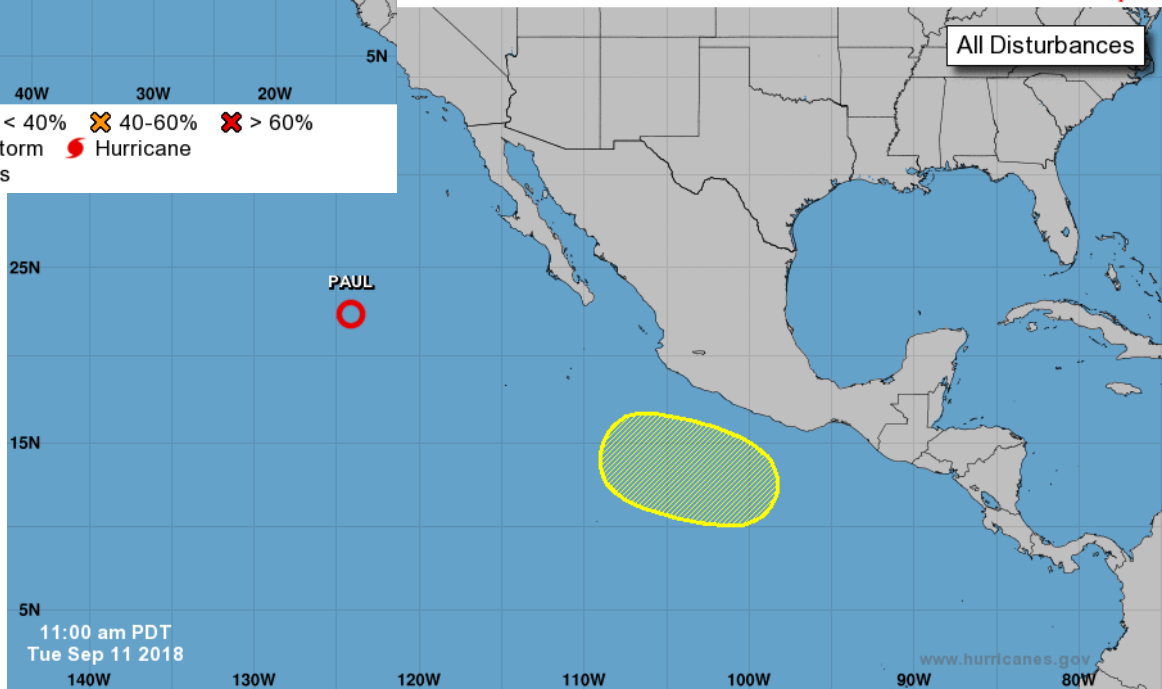 All Disturbances
5N
40W 30W 20W
< 40% 40-60% > 60%
torm Hurricane
s
25N
PAUL
15N
5N
11:00 am PDT
Tue Sep 11 2018
www.hurricanes.gov
140W 130W 120W 110W 100W 90W 80W